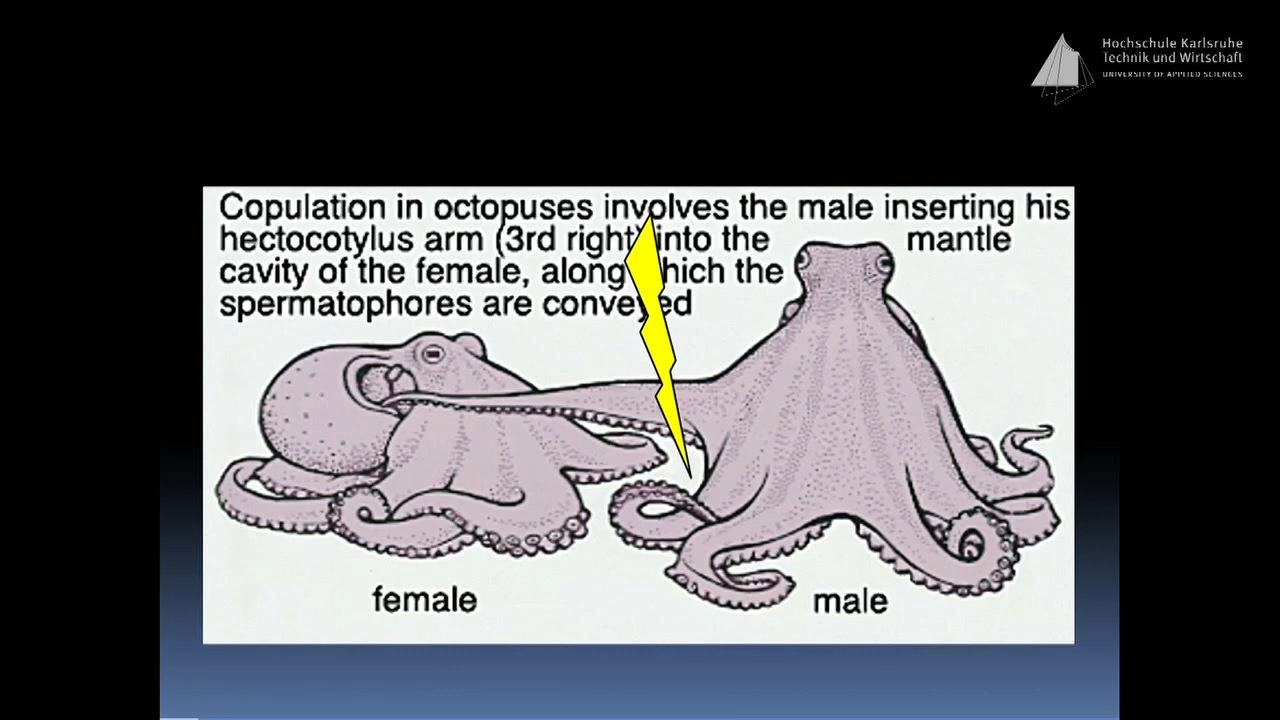 Hochschule Karlsruhe
Technik und Wirtschaft
UNIVERSITY OF APPLIED SCIENCES
Copulation in octopuses involves the male inserting his
hectocotylus arm (3rd right) into the mantle
cavity of the female, along which the
spermatophores are conveyed
female
male